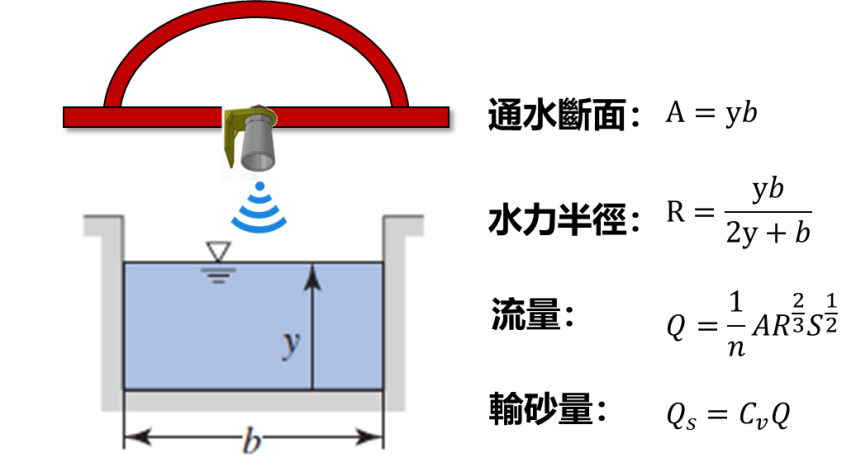 通水斷面： A = yb
水力半徑： R = yb / (2y + b)
流量： Q = 1/n AR^(2/3) S^(1/2)
輸砂量： Qₛ = CᵥQ
y
b